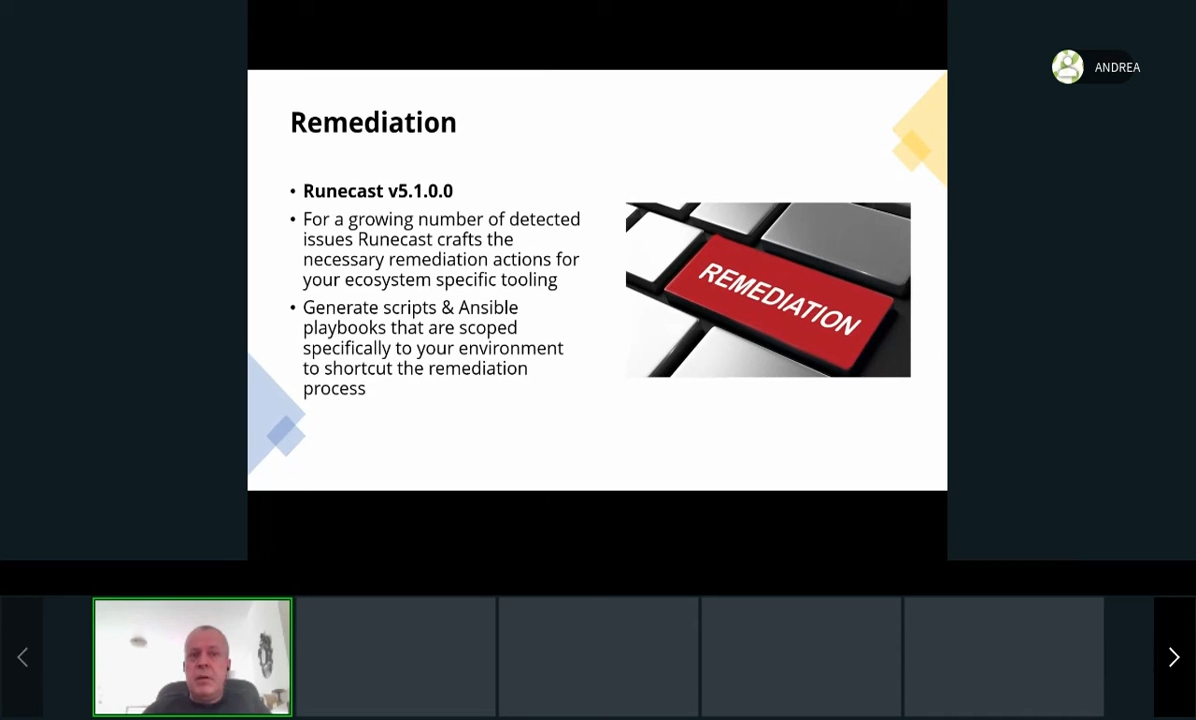 ANDREA
Remediation
• Runecast v5.1.0.0
• For a growing number of detected
issues Runecast crafts the
necessary remediation actions for
your ecosystem specific tooling
• Generate scripts & Ansible
playbooks that are scoped
specifically to your environment
to shortcut the remediation
process
REMEDIATION